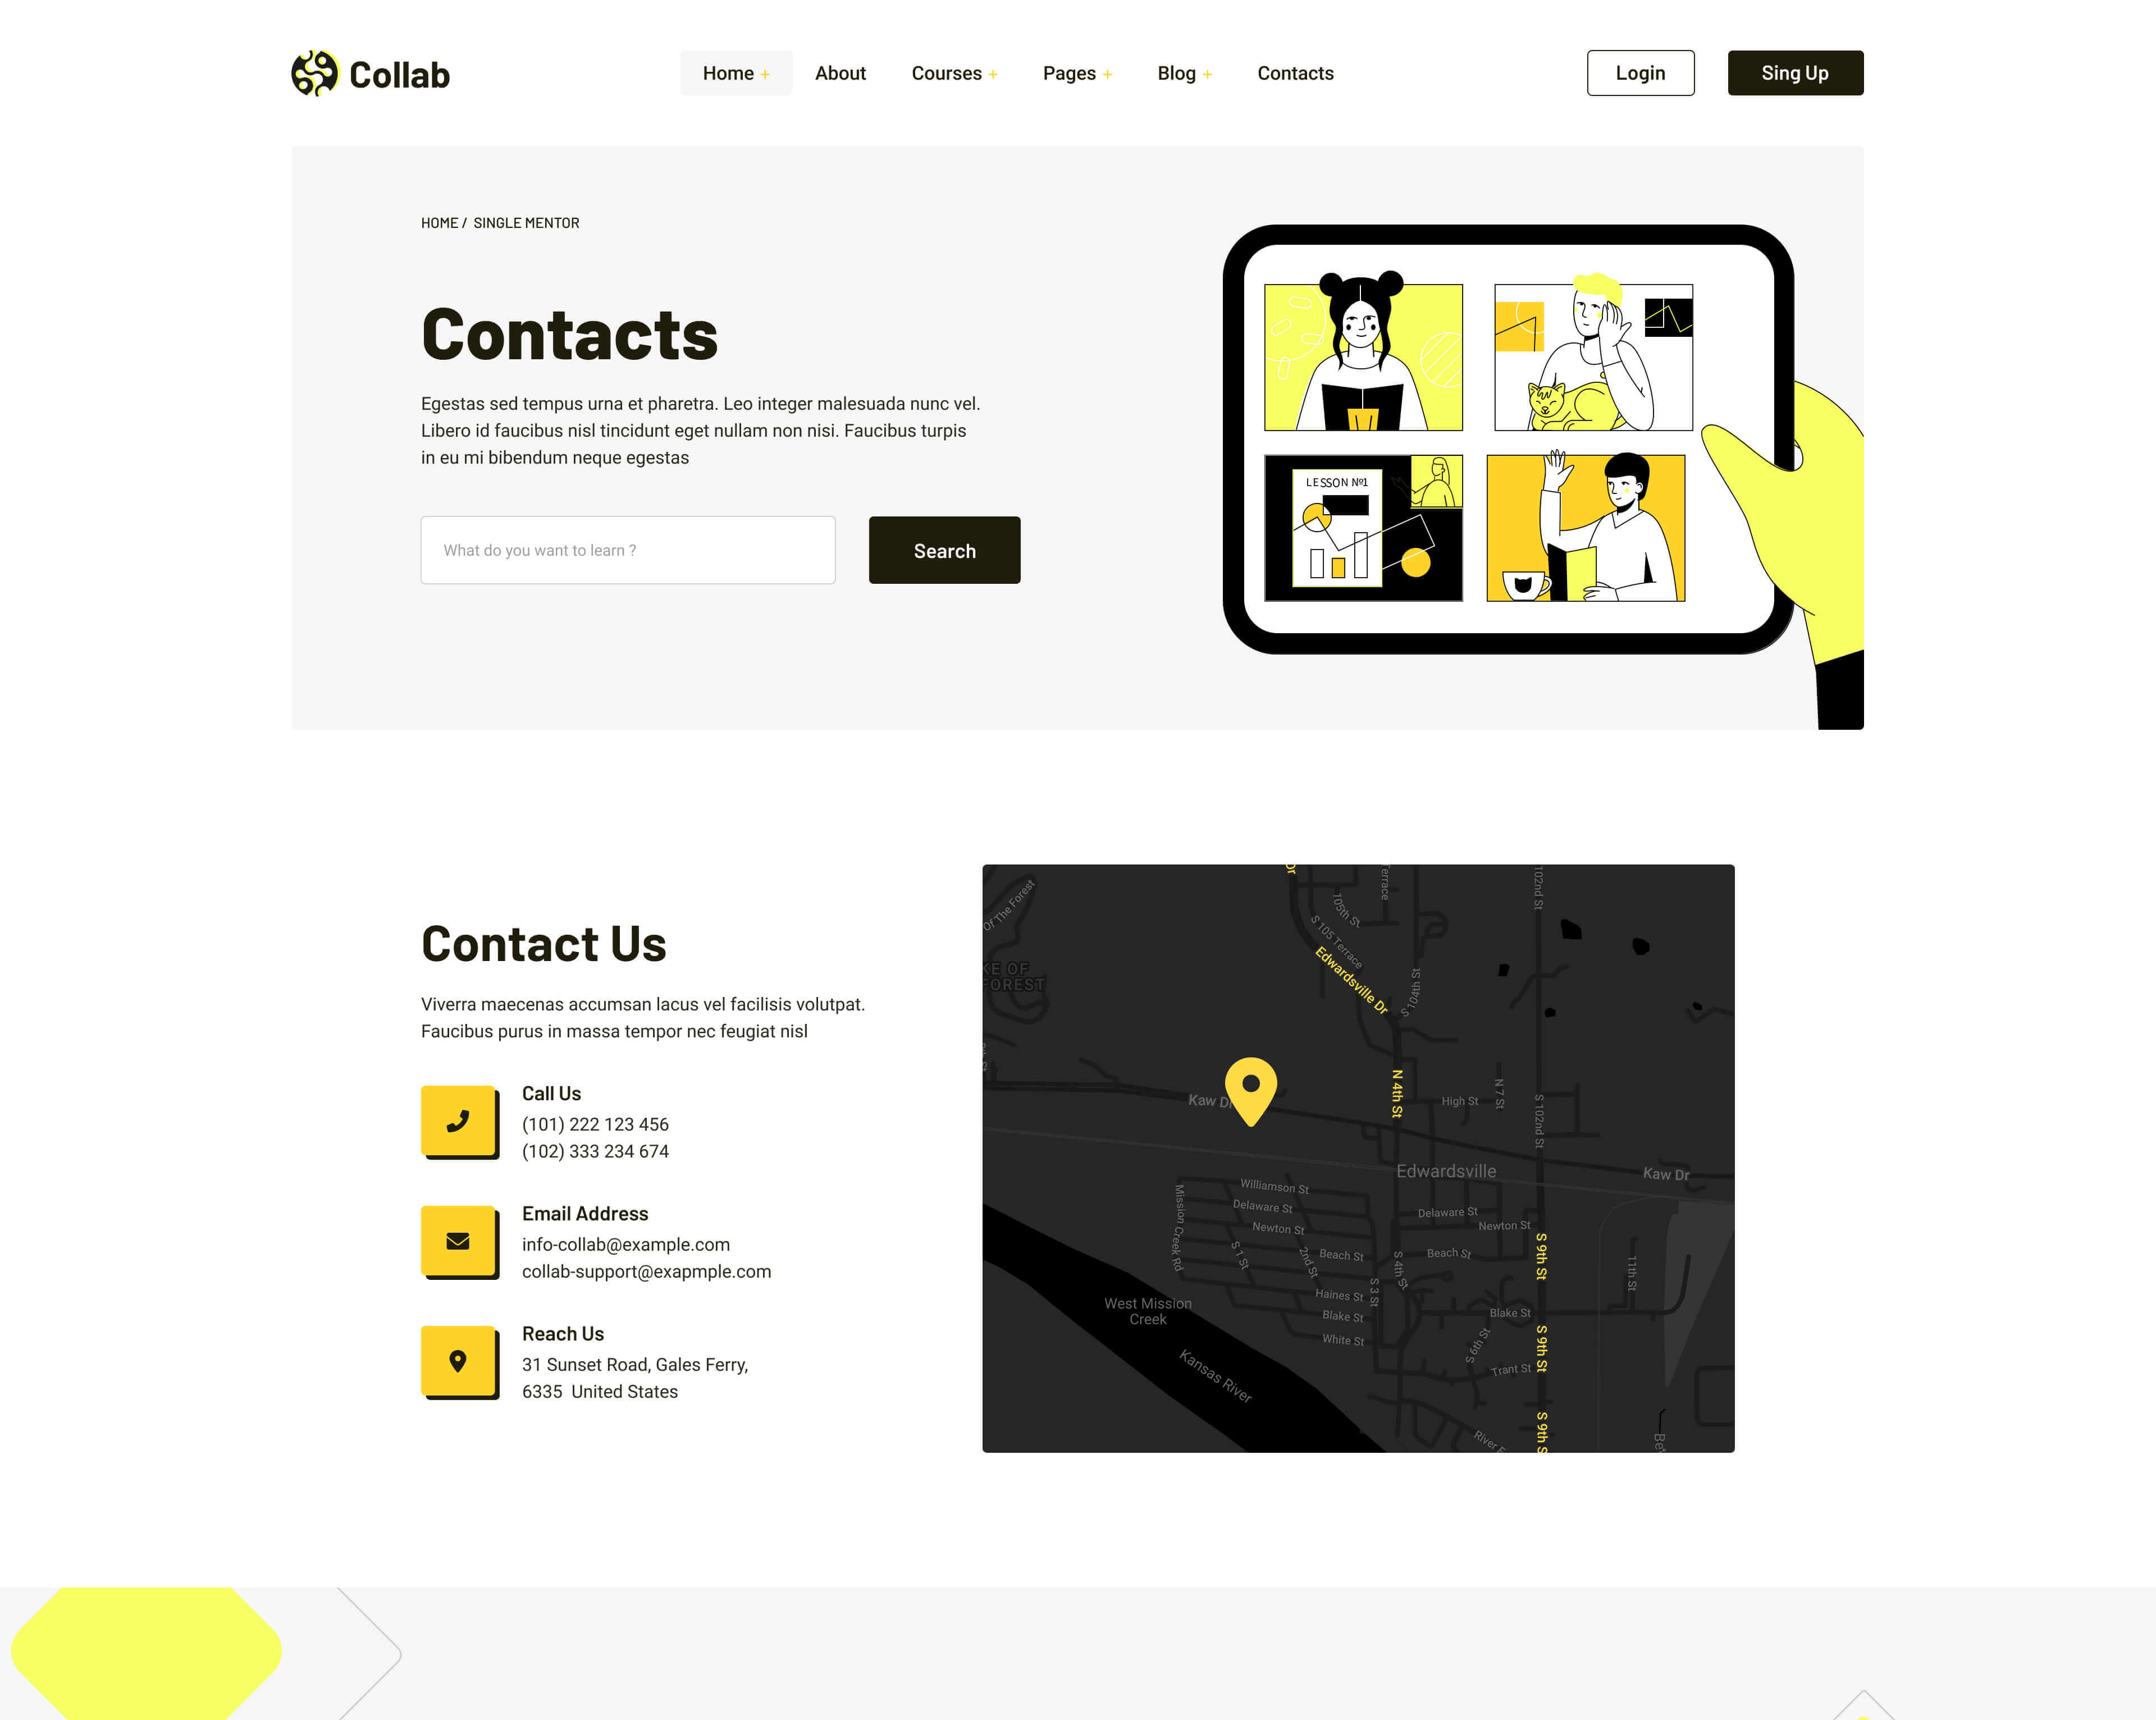 Collab
Home +
About
Courses +
Pages +
Blog +
Contacts
Login
Sing Up
HOME / SINGLE MENTOR
Contacts
Egestas sed tempus urna et pharetra. Leo integer malesuada nunc vel.
Libero id faucibus nisl tincidunt eget nullam non nisi. Faucibus turpis
in eu mi bibendum neque egestas
What do you want to learn ?
Search
LESSON №1
Contact Us
Viverra maecenas accumsan lacus vel facilisis volutpat.
Faucibus purus in massa tempor nec feugiat nisl
Call Us
(101) 222 123 456
(102) 333 234 674
Email Address
info-collab@example.com
collab-support@exapmple.com
Reach Us
31 Sunset Road, Gales Ferry,
6335 United States
Of The Forest
KE OF
FOREST
Dr
Terrace
105th St
S 105 Terrace
Edwardsville Dr
S 104th St
102nd St
Kaw Dr
N 4th St
High St
N 7 St
S 102nd St
Edwardsville
Kaw Dr
Mission Creek Rd
Williamson St
Delaware St
Newton St
S 1 St
2nd St
Beach St
S 3 St
S 4th St
Delaware St
Newton St
Beach St
S 9th St
11th St
Haines St
Blake St
White St
Blake St
S 6th St
Trant St
S 9th St
West Mission
Creek
Kansas River
River
S 9th S
Bet